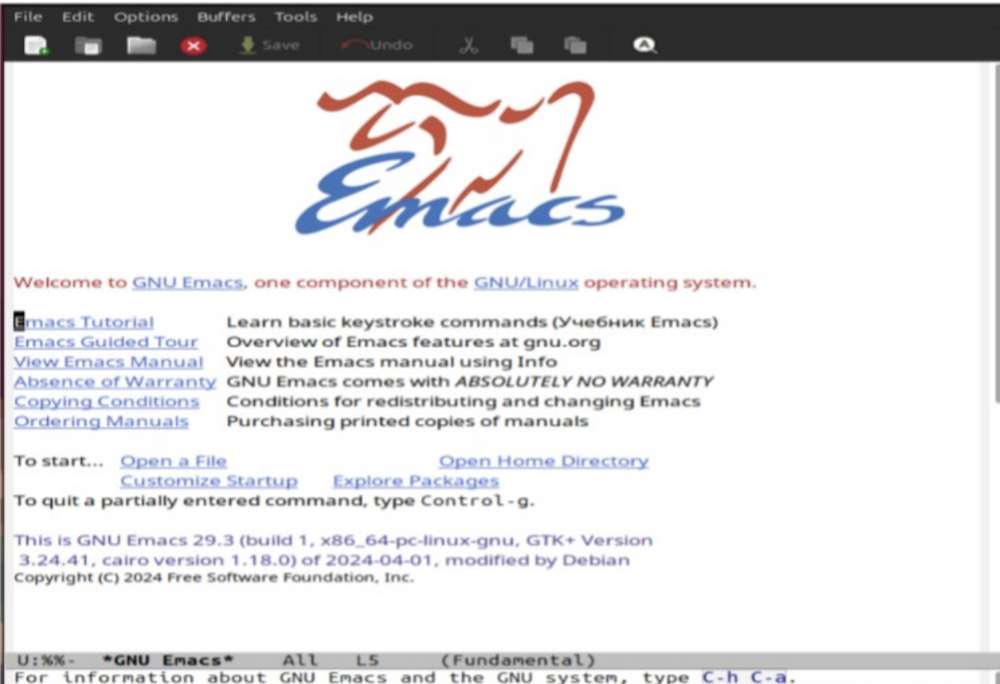 File Edit Options Buffers Tools Help
Save Undo
Emacs
Welcome to GNU Emacs, one component of the GNU/Linux operating system.
Emacs Tutorial Learn basic keystroke commands (Учебник Emacs)
Emacs Guided Tour Overview of Emacs features at gnu.org
View Emacs Manual View the Emacs manual using Info
Absence of Warranty GNU Emacs comes with ABSOLUTELY NO WARRANTY
Copying Conditions Conditions for redistributing and changing Emacs
Ordering Manuals Purchasing printed copies of manuals
To start... Open a File Open Home Directory
Customize Startup Explore Packages
To quit a partially entered command, type Control-g.
This is GNU Emacs 29.3 (build 1, x86_64-pc-linux-gnu, GTK+ Version
3.24.41, cairo version 1.18.0) of 2024-04-01, modified by Debian
Copyright (C) 2024 Free Software Foundation, Inc.
U:%%- *GNU Emacs* All L5 (Fundamental)
For information about GNU Emacs and the GNU system, type C-h C-a.